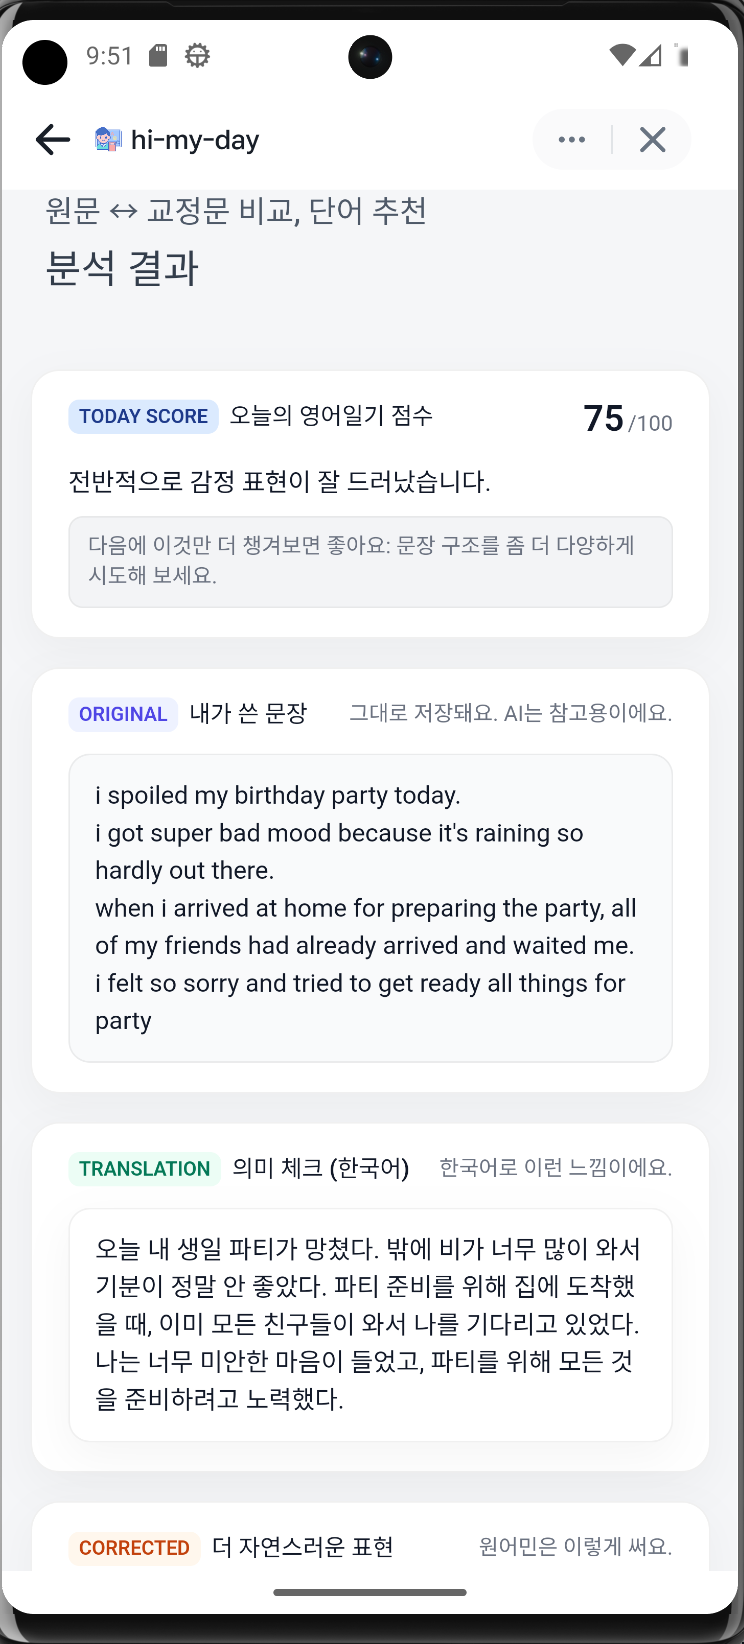 9:51
hi-my-day
원문 ↔ 교정문 비교, 단어 추천
분석 결과
TODAY SCORE 오늘의 영어일기 점수 75 /100
전반적으로 감정 표현이 잘 드러났습니다.
다음에 이것만 더 챙겨보면 좋아요: 문장 구조를 좀 더 다양하게
시도해 보세요.
ORIGINAL 내가 쓴 문장 그대로 저장돼요. AI는 참고용이에요.
i spoiled my birthday party today.
i got super bad mood because it's raining so
hardly out there.
when i arrived at home for preparing the party, all
of my friends had already arrived and waited me.
i felt so sorry and tried to get ready all things for
party
TRANSLATION 의미 체크 (한국어) 한국어로 이런 느낌이에요.
오늘 내 생일 파티가 망쳤다. 밖에 비가 너무 많이 와서
기분이 정말 안 좋았다. 파티 준비를 위해 집에 도착했
을 때, 이미 모든 친구들이 와서 나를 기다리고 있었다.
나는 너무 미안한 마음이 들었고, 파티를 위해 모든 것
을 준비하려고 노력했다.
CORRECTED 더 자연스러운 표현 원어민은 이렇게 써요.